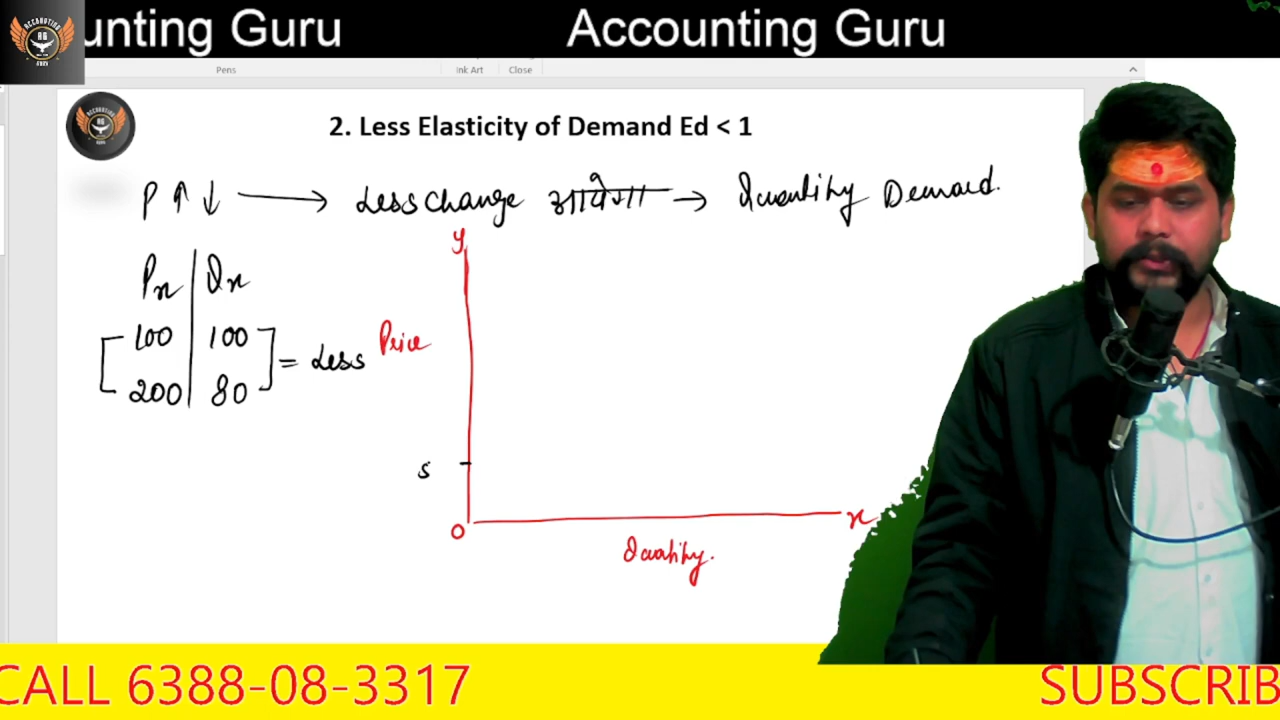 unting Guru Accounting Guru
Pens Ink Art Close
2. Less Elasticity of Demand Ed < 1
P ↑ ↓ → Less change आयेगा → Quantity Demand.
y
Px | Qx
100 | 100
200 | 80
= Less
Price
5
0
x
Quantity.
CALL 6388-08-3317 SUBSCRIB